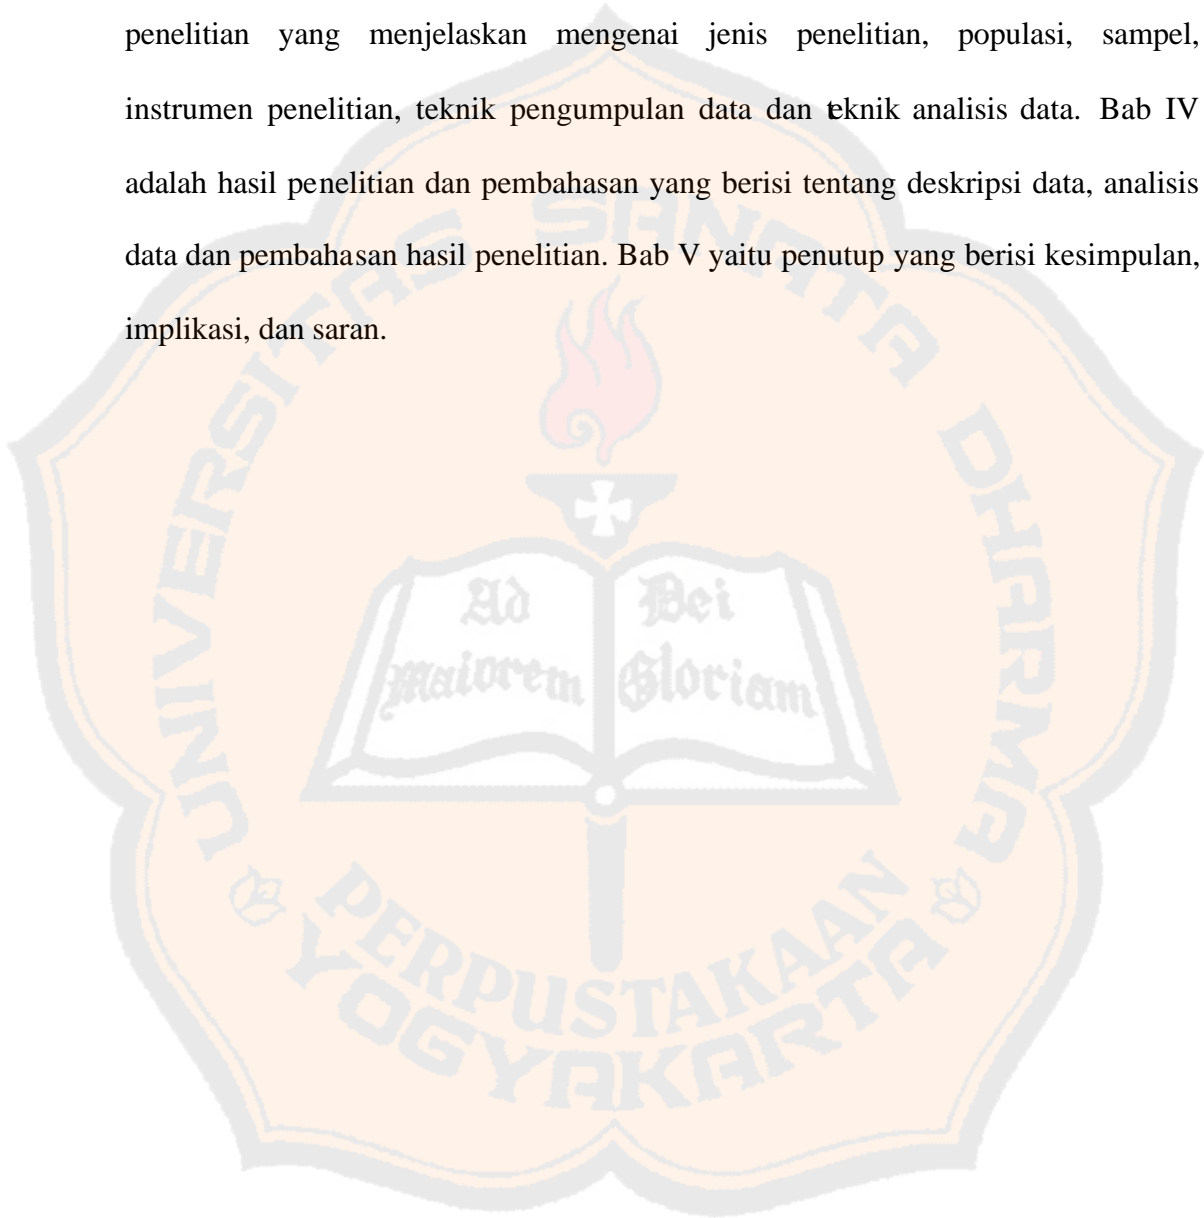 penelitian yang menjelaskan mengenai jenis penelitian, populasi, sampel,
instrumen penelitian, teknik pengumpulan data dan teknik analisis data. Bab IV
adalah hasil penelitian dan pembahasan yang berisi tentang deskripsi data, analisis
data dan pembahasan hasil penelitian. Bab V yaitu penutup yang berisi kesimpulan,
implikasi, dan saran.
UNIVERSITAS SANATA DHARMA
Ad
maiorem
Dei
Gloriam
PERPUSTAKAAN
YOGYAKARTA